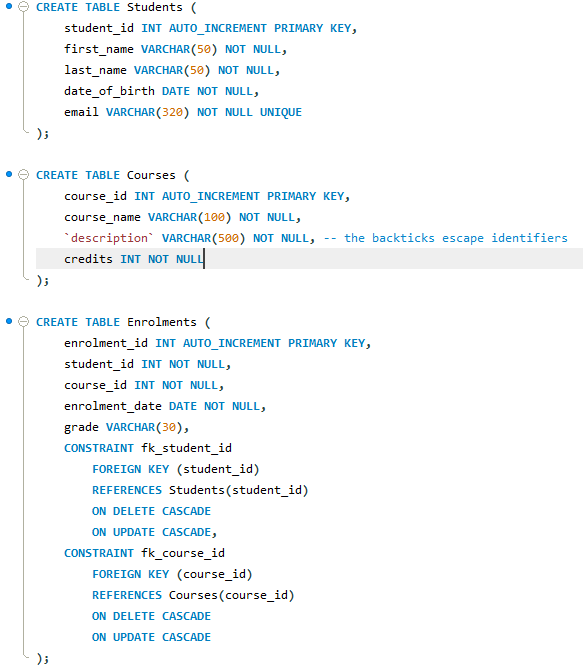 CREATE TABLE Students (
    student_id INT AUTO_INCREMENT PRIMARY KEY,
    first_name VARCHAR(50) NOT NULL,
    last_name VARCHAR(50) NOT NULL,
    date_of_birth DATE NOT NULL,
    email VARCHAR(320) NOT NULL UNIQUE
);
CREATE TABLE Courses (
    course_id INT AUTO_INCREMENT PRIMARY KEY,
    course_name VARCHAR(100) NOT NULL,
    `description` VARCHAR(500) NOT NULL, -- the backticks escape identifiers
    credits INT NOT NULL
);
CREATE TABLE Enrolments (
    enrolment_id INT AUTO_INCREMENT PRIMARY KEY,
    student_id INT NOT NULL,
    course_id INT NOT NULL,
    enrolment_date DATE NOT NULL,
    grade VARCHAR(30),
    CONSTRAINT fk_student_id
        FOREIGN KEY (student_id)
        REFERENCES Students(student_id)
        ON DELETE CASCADE
        ON UPDATE CASCADE,
    CONSTRAINT fk_course_id
        FOREIGN KEY (course_id)
        REFERENCES Courses(course_id)
        ON DELETE CASCADE
        ON UPDATE CASCADE
);